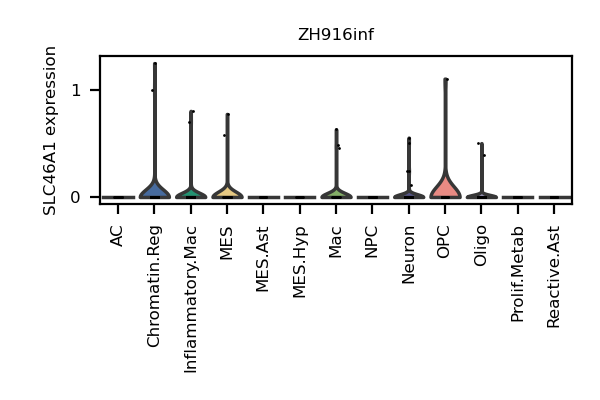 ZH916inf
SLC46A1 expression
1
0
AC
Chromatin.Reg
Inflammatory.Mac
MES
MES.Ast
MES.Hyp
Mac
NPC
Neuron
OPC
Oligo
Prolif.Metab
Reactive.Ast